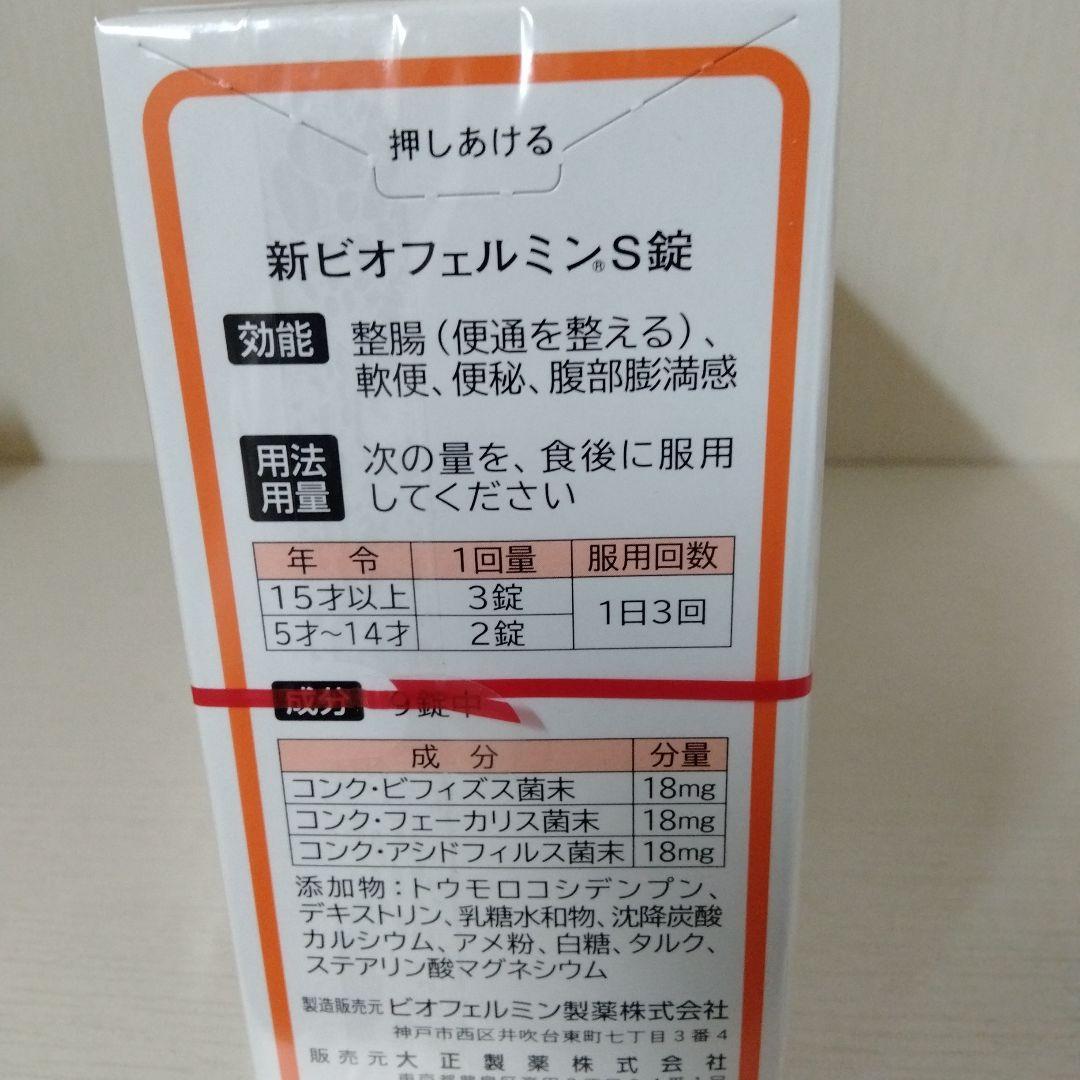 押しあける
新ビオフェルミン®S錠
効能 整腸(便通を整える)、
軟便、便秘、腹部膨満感
用法 次の量を、食後に服用
用量 してください
年 令 1回量 服用回数
15才以上 3錠 1日3回
5才~14才 2錠
成分 9錠中
成 分 分量
コンク・ビフィズス菌末 18mg
コンク・フェーカリス菌末 18mg
コンク・アシドフィルス菌末 18mg
添加物:トウモロコシデンプン、
デキストリン、乳糖水和物、沈降炭酸
カルシウム、アメ粉、白糖、タルク、
ステアリン酸マグネシウム
製造販売元 ビオフェルミン製薬株式会社
神戸市西区井吹台東町七丁目3番4
販売元 大正製薬株式会社